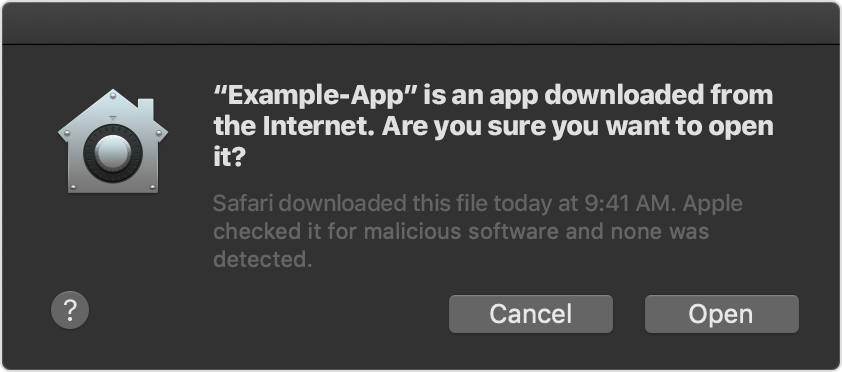 “Example-App” is an app downloaded from
the Internet. Are you sure you want to open
it?
Safari downloaded this file today at 9:41 AM. Apple
checked it for malicious software and none was
detected.
?
Cancel
Open